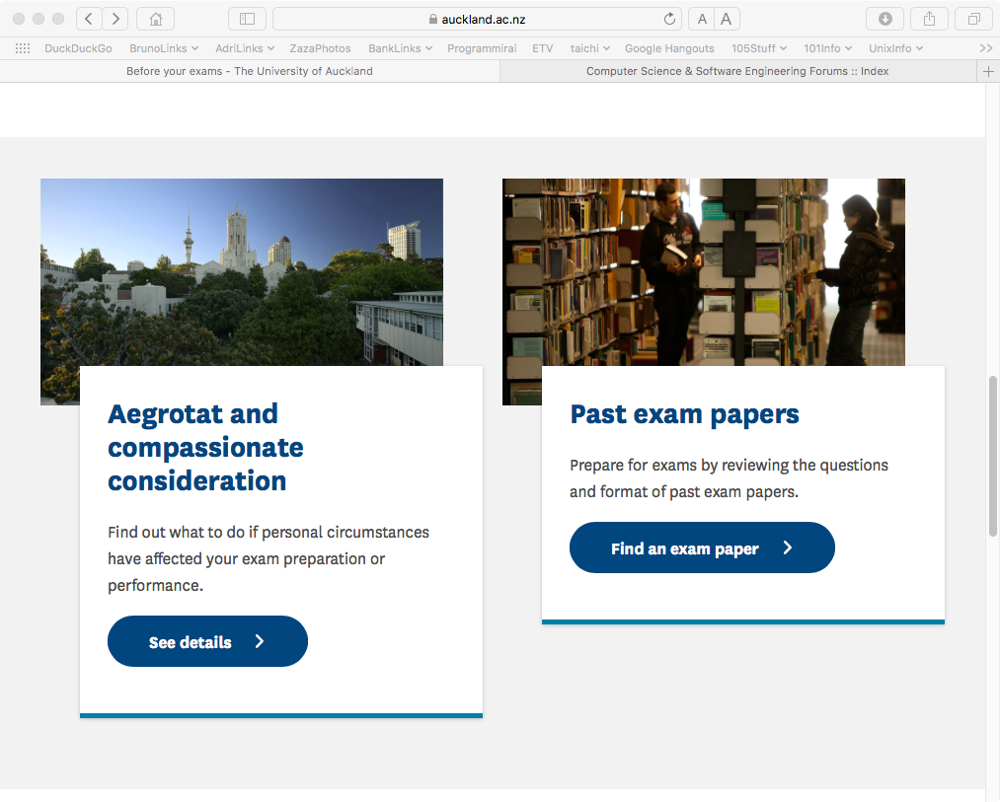 auckland.ac.nz
A A
DuckDuckGo BrunoLinks AdriLinks ZazaPhotos BankLinks Programmirai ETV taichi Google Hangouts 105Stuff 101Info UnixInfo
Before your exams - The University of Auckland
Computer Science & Software Engineering Forums :: Index
Aegrotat and
compassionate
consideration
Find out what to do if personal circumstances
have affected your exam preparation or
performance.
See details
Past exam papers
Prepare for exams by reviewing the questions
and format of past exam papers.
Find an exam paper